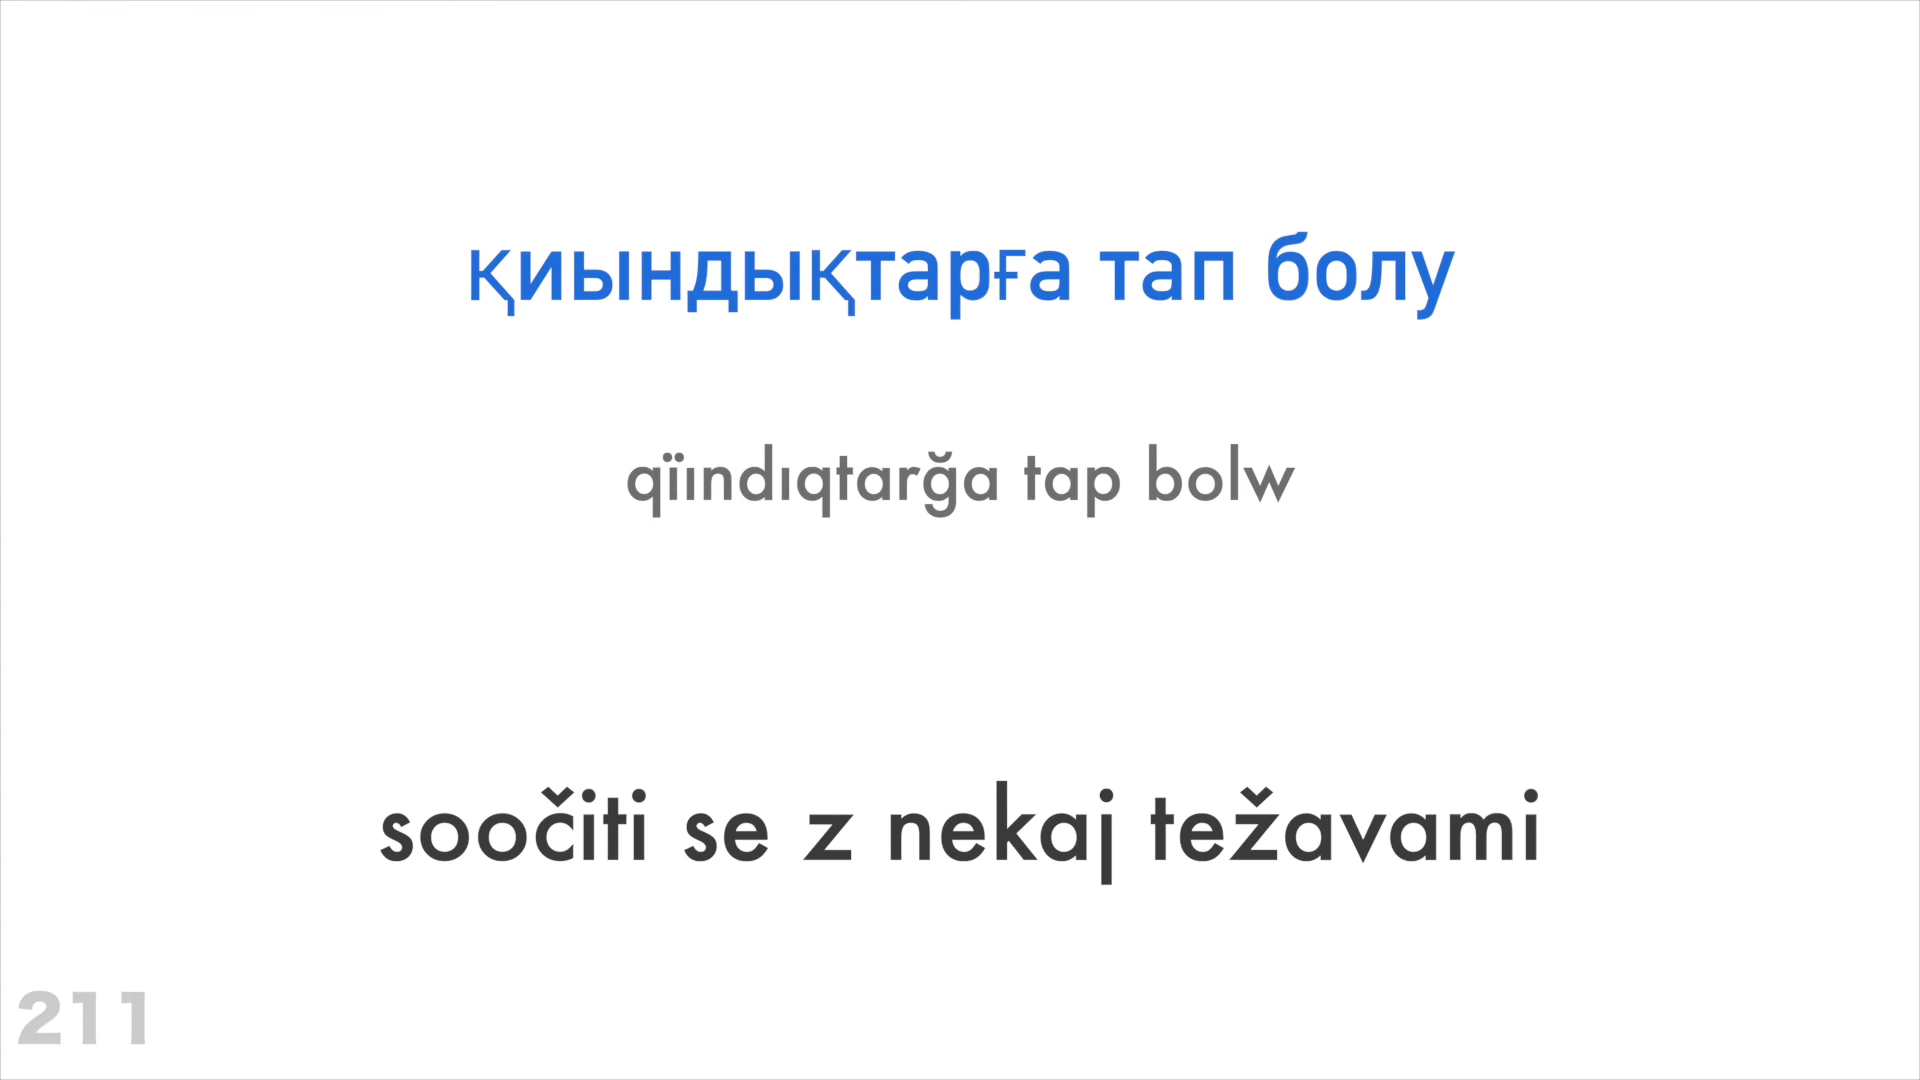 қиындықтарға тап болу
qïındıqtarğa tap bolw
soočiti se z nekaj težavami
211